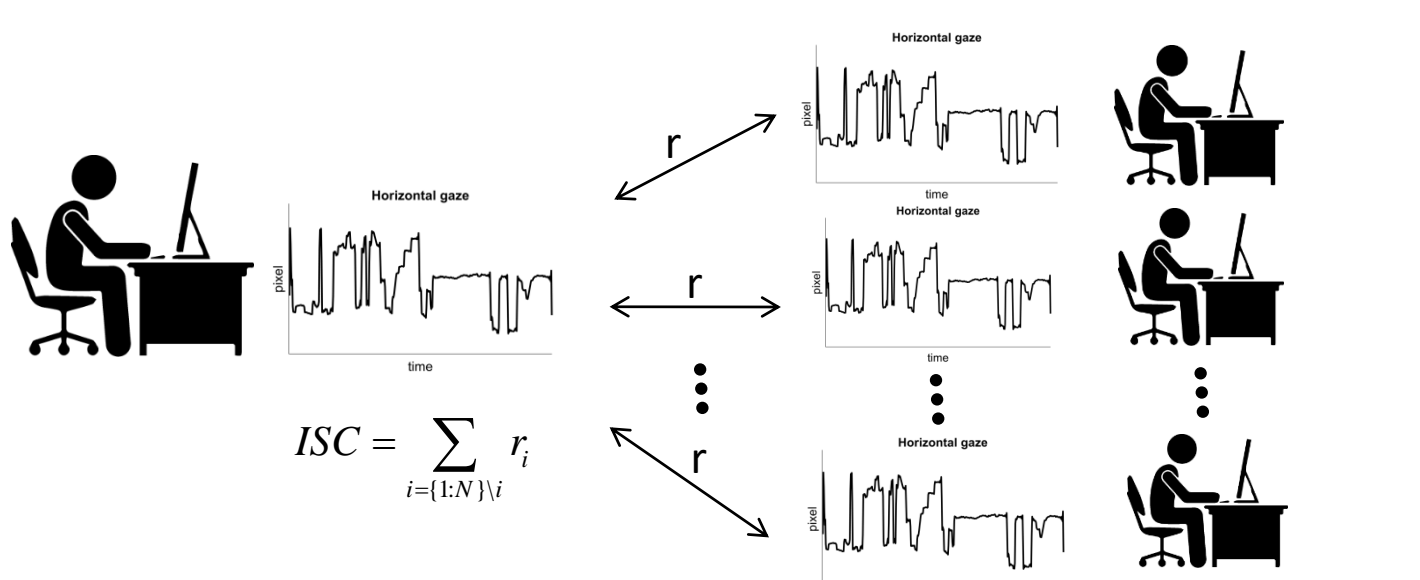 Horizontal gaze
pixel
time
ISC = ∑ r_i
i={1:N}\i
r
r
r
Horizontal gaze
pixel
time
Horizontal gaze
pixel
time
Horizontal gaze
pixel